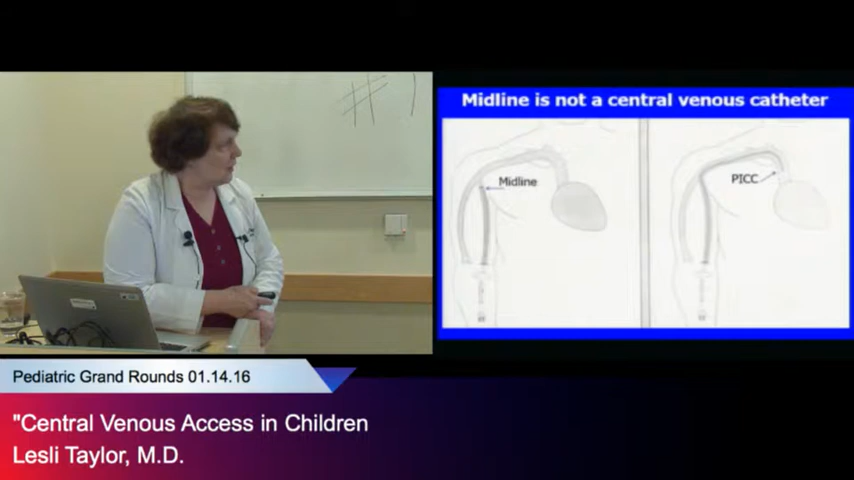 Midline is not a central venous catheter
Midline
PICC
Pediatric Grand Rounds 01.14.16
"Central Venous Access in Children
Lesli Taylor, M.D.